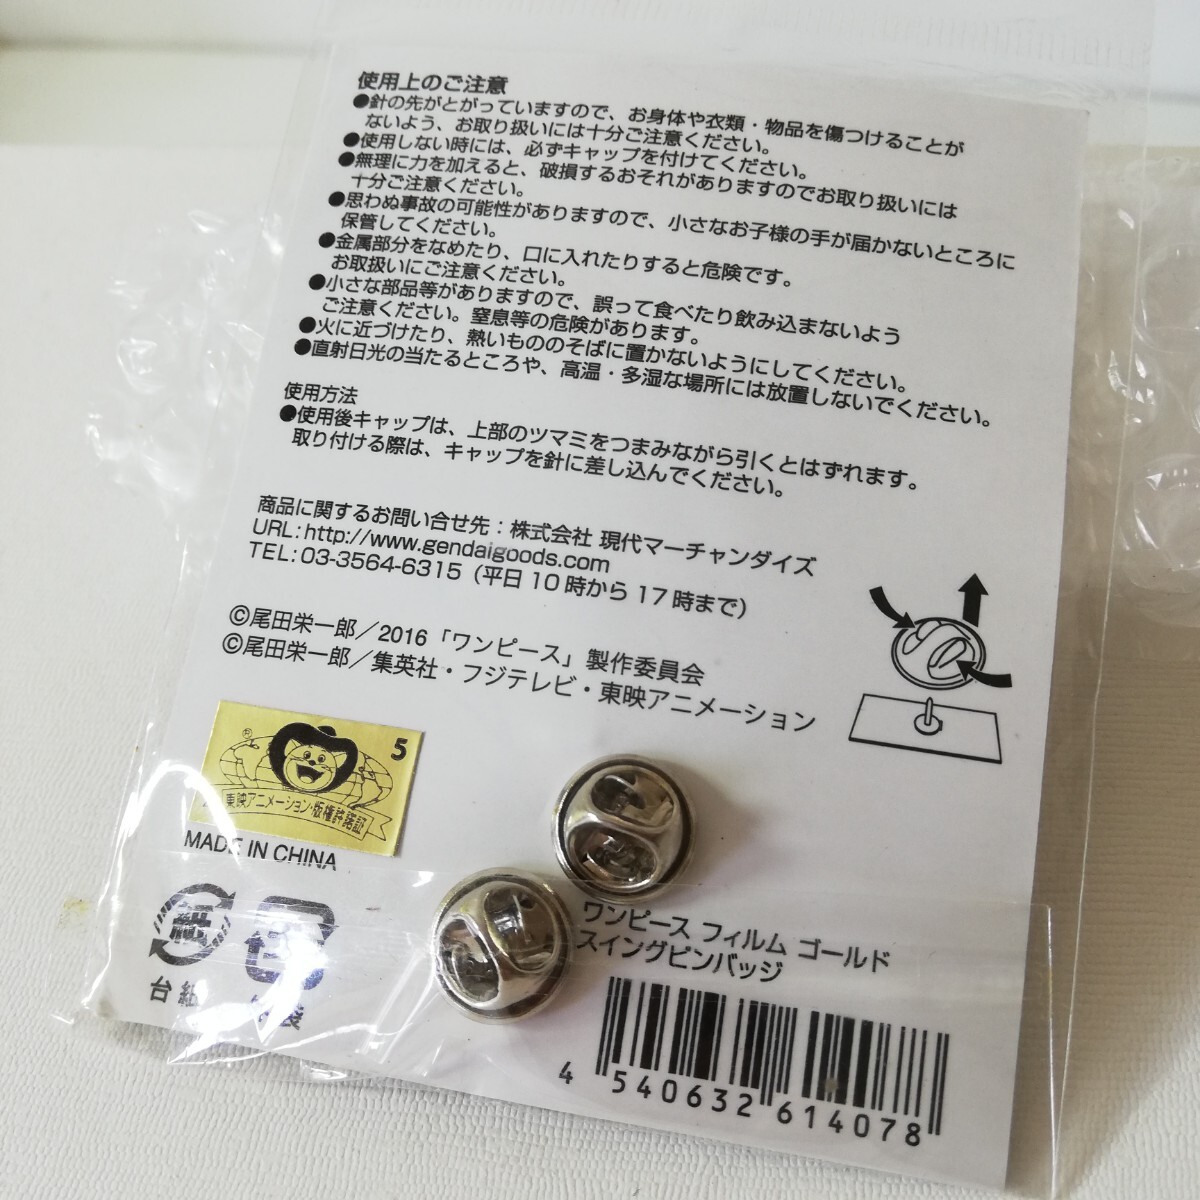 使用上のご注意
●針の先がとがっていますので、お身体や衣類・物品を傷つけることが
ないよう、お取り扱いには十分ご注意ください。
●使用しない時には、必ずキャップを付けてください。
●無理に力を加えると、破損するおそれがありますのでお取り扱いには
十分ご注意ください。
●思わぬ事故の可能性がありますので、小さなお子様の手が届かないところに
保管してください。
●金属部分をなめたり、口に入れたりすると危険です。
お取扱いにご注意ください。
●小さな部品等がありますので、誤って食べたり飲み込まないよう
ご注意ください。窒息等の危険があります。
●火に近づけたり、熱いもののそばに置かないようにしてください。
●直射日光の当たるところや、高温・多湿な場所には放置しないでください。
使用方法
●使用後キャップは、上部のツマミをつまみながら引くとはずれます。
取り付ける際は、キャップを針に差し込んでください。
商品に関するお問い合せ先：株式会社 現代マーチャンダイズ
URL:http://www.gendaigoods.com
TEL:03-3564-6315（平日10時から17時まで）
©尾田栄一郎／2016「ワンピース」製作委員会
©尾田栄一郎／集英社・フジテレビ・東映アニメーション
5
東映アニメーション・版権許諾証
MADE IN CHINA
紙
台紙
ワンピース フィルム ゴールド
スイングピンバッジ
4 540632 614078